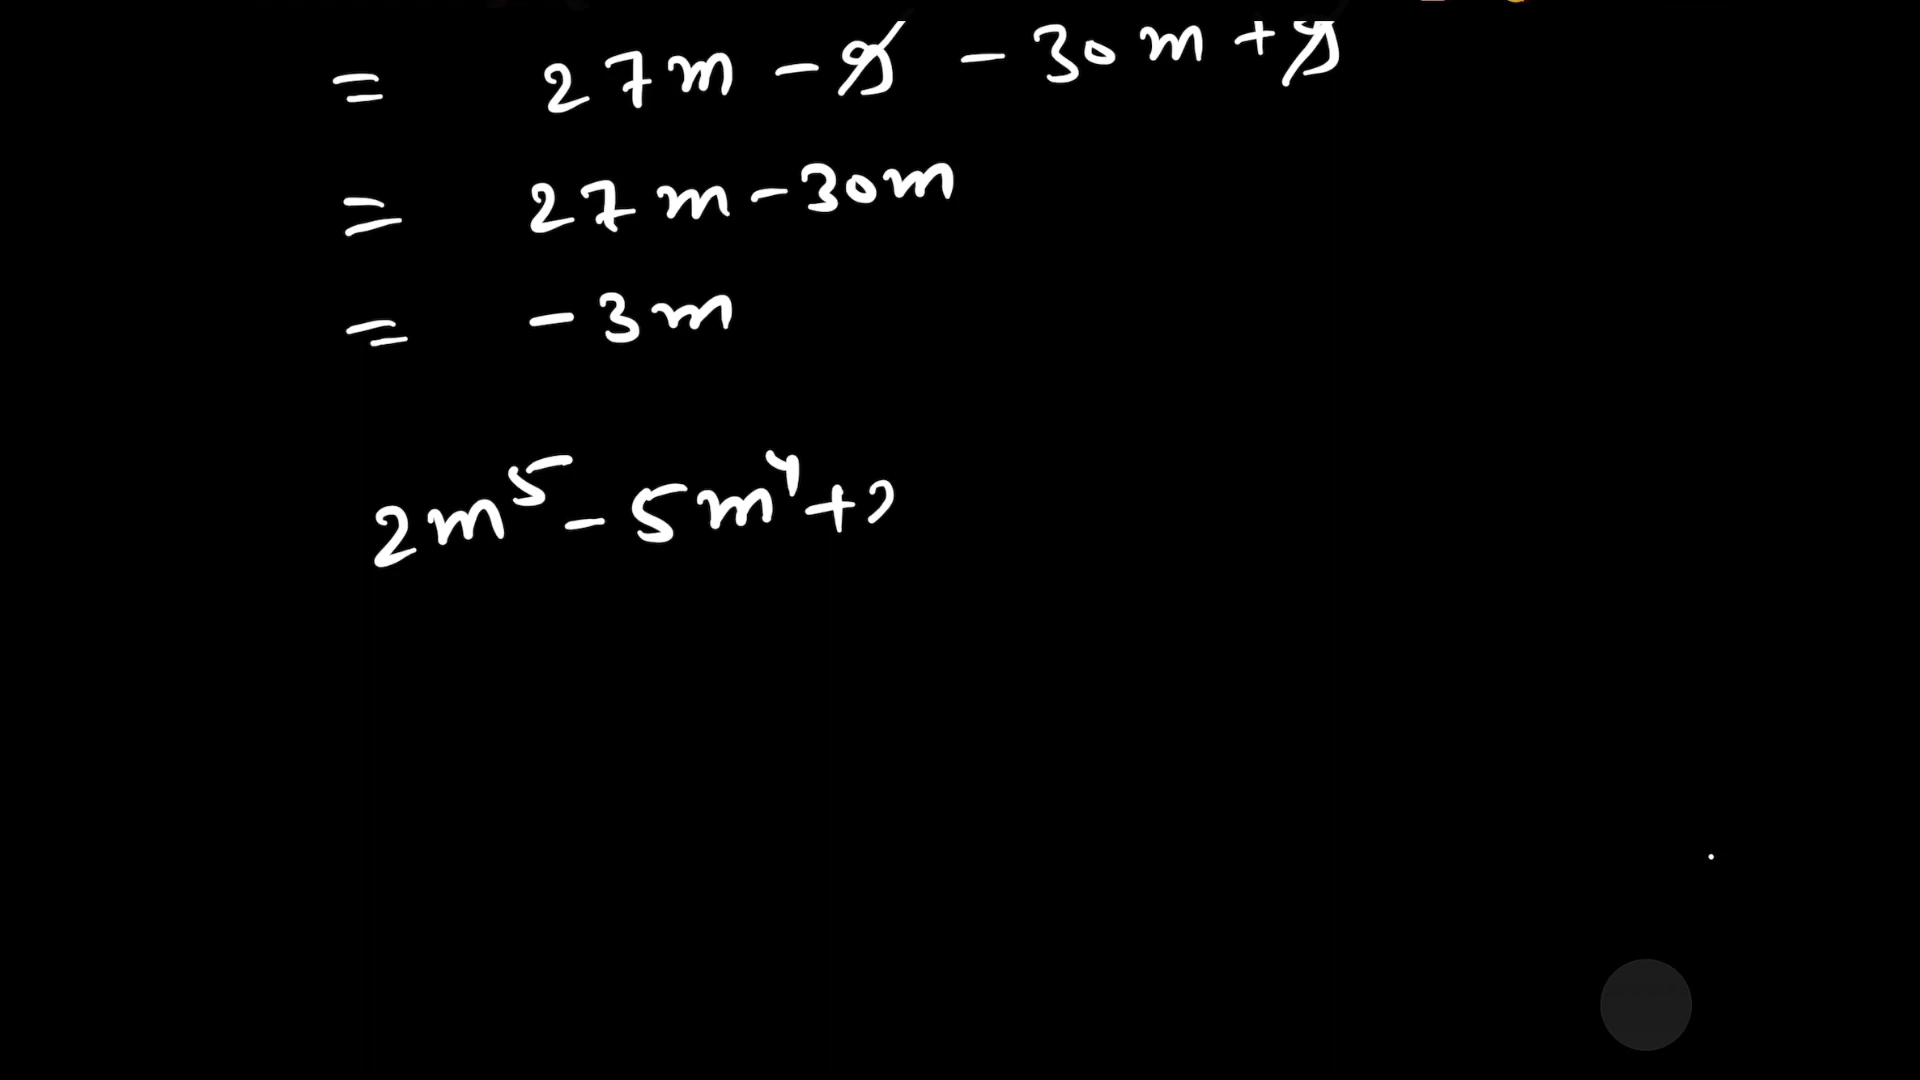 = 27m - 9 - 30m + 9
= 27m - 30m
= -3m
2m⁵ - 5m⁴ +